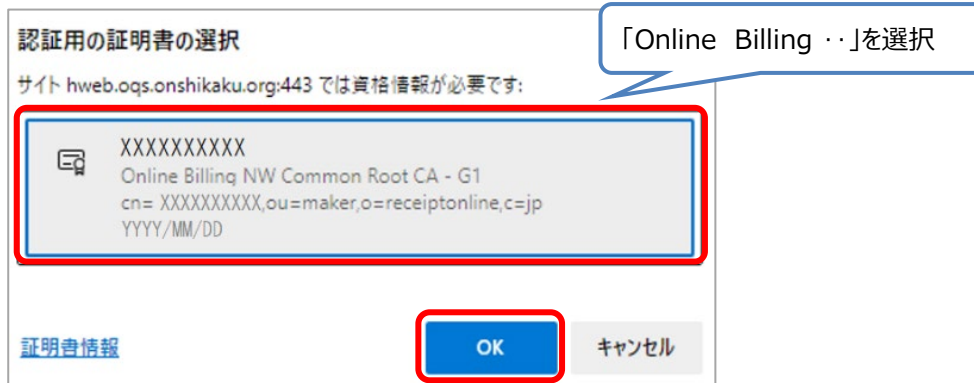 認証用の証明書の選択
「Online Billing ‥」を選択
サイト hweb.oqs.onshikaku.org:443 では資格情報が必要です:
XXXXXXXXXX
Online Billing NW Common Root CA - G1
cn= XXXXXXXXXX,ou=maker,o=receiptonline,c=jp
YYYY/MM/DD
証明書情報
OK
キャンセル